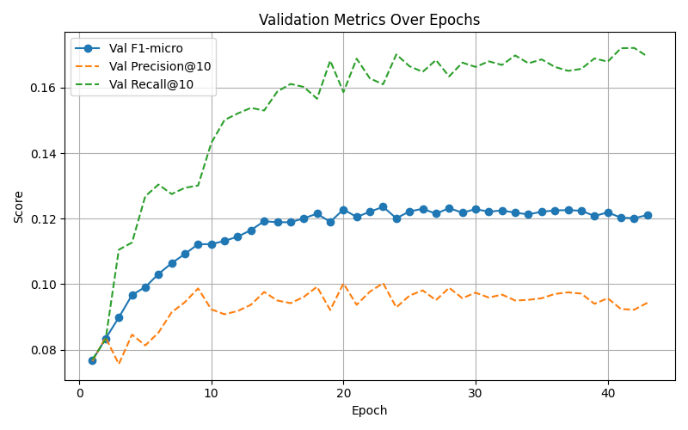 Validation Metrics Over Epochs
Val F1-micro
Val Precision@10
Val Recall@10
0.16
0.14
0.12
0.10
0.08
Score
0
10
20
30
40
Epoch